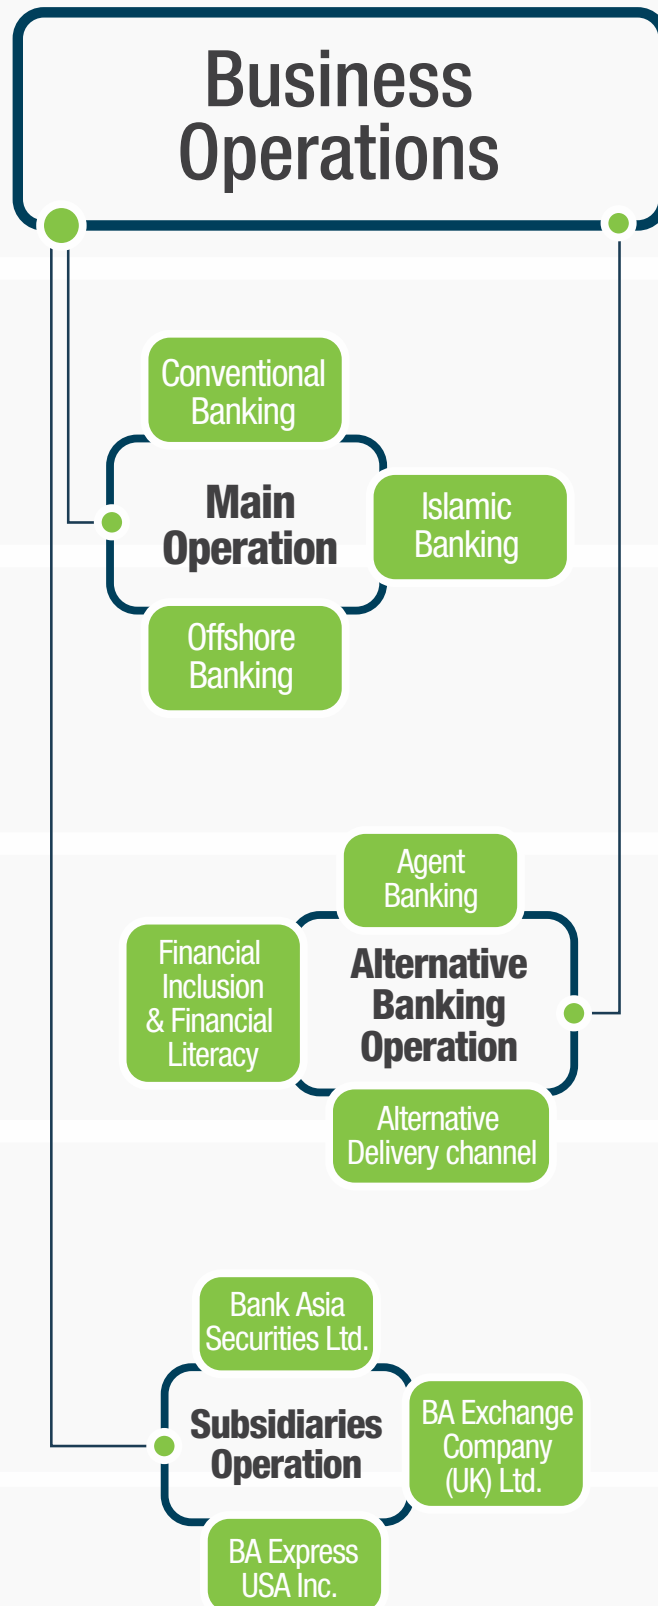 Business
Operations
Conventional
Banking
Main
Operation
Islamic
Banking
Offshore
Banking
Agent
Banking
Financial
Inclusion
& Financial
Literacy
Alternative
Banking
Operation
Alternative
Delivery channel
Bank Asia
Securities Ltd.
Subsidiaries
Operation
BA Exchange
Company
(UK) Ltd.
BA Express
USA Inc.